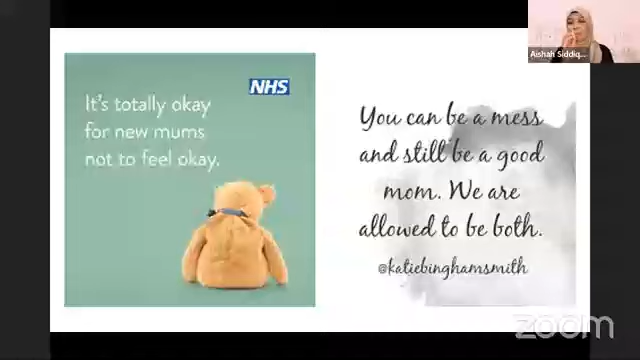 Aishah Siddiq...
NHS
It's totally okay
for new mums
not to feel okay.
You can be a mess
and still be a good
mom. We are
allowed to be both.
@katiebinghamsmith
zoom